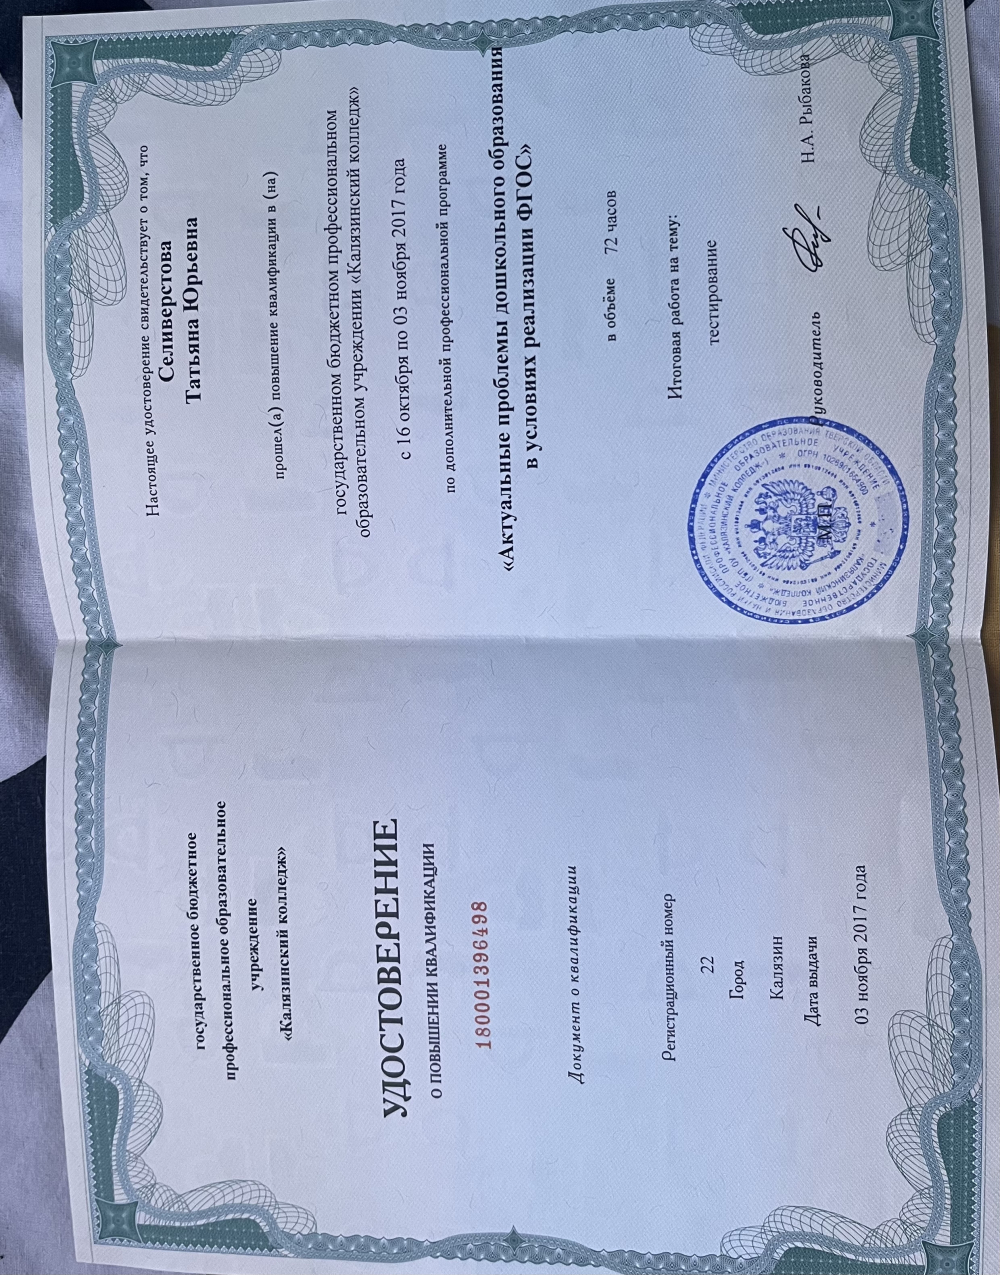 государственное бюджетное
профессиональное образовательное
учреждение
«Калязинский колледж»
УДОСТОВЕРЕНИЕ
О ПОВЫШЕНИИ КВАЛИФИКАЦИИ
180001396498
Документ о квалификации
Регистрационный номер
22
Город
Калязин
Дата выдачи
03 ноября 2017 года
Настоящее удостоверение свидетельствует о том, что
Селиверстова
Татьяна Юрьевна
прошел(а) повышение квалификации в (на)
государственном бюджетном профессиональном
образовательном учреждении «Калязинский колледж»
с 16 октября по 03 ноября 2017 года
по дополнительной профессиональной программе
«Актуальные проблемы дошкольного образования
в условиях реализации ФГОС»
в объёме 72 часов
Итоговая работа на тему:
тестирование
Руководитель Н.А. Рыбакова
М.П.